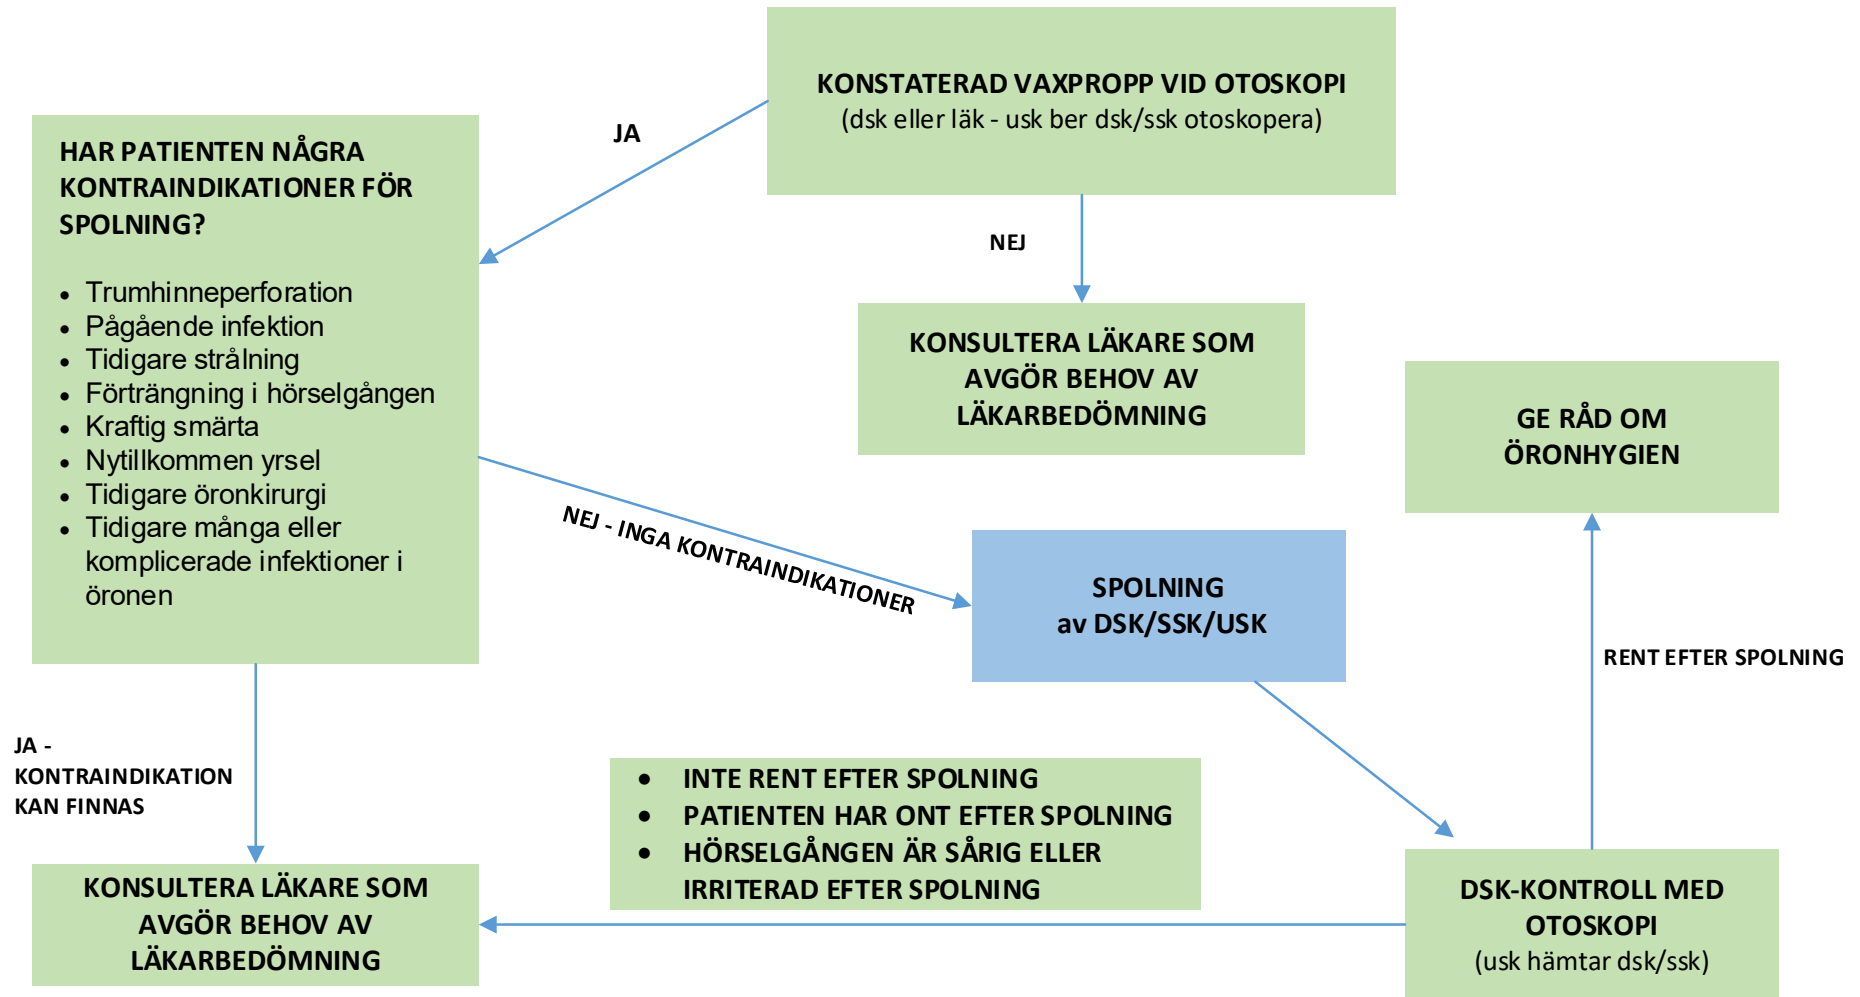 KONSTATERAD VAXPROPP VID OTOSKOPI
(dsk eller läk - usk ber dsk/ssk otoskopera)
JA
NEJ
HAR PATIENTEN NÅGRA
KONTRAINDIKATIONER FÖR
SPOLNING?
• Trumhinneperforation
• Pågående infektion
• Tidigare strålning
• Förträngning i hörselgången
• Kraftig smärta
• Nytillkommen yrsel
• Tidigare öronkirurgi
• Tidigare många eller
komplicerade infektioner i
öronen
KONSULTERA LÄKARE SOM
AVGÖR BEHOV AV
LÄKARBEDÖMNING
GE RÅD OM
ÖRONHYGIEN
NEJ - INGA KONTRAINDIKATIONER
SPOLNING
av DSK/SSK/USK
RENT EFTER SPOLNING
JA -
KONTRAINDIKATION
KAN FINNAS
• INTE RENT EFTER SPOLNING
• PATIENTEN HAR ONT EFTER SPOLNING
• HÖRSELGÅNGEN ÄR SÅRIG ELLER
IRRITERAD EFTER SPOLNING
KONSULTERA LÄKARE SOM
AVGÖR BEHOV AV
LÄKARBEDÖMNING
DSK-KONTROLL MED
OTOSKOPI
(usk hämtar dsk/ssk)